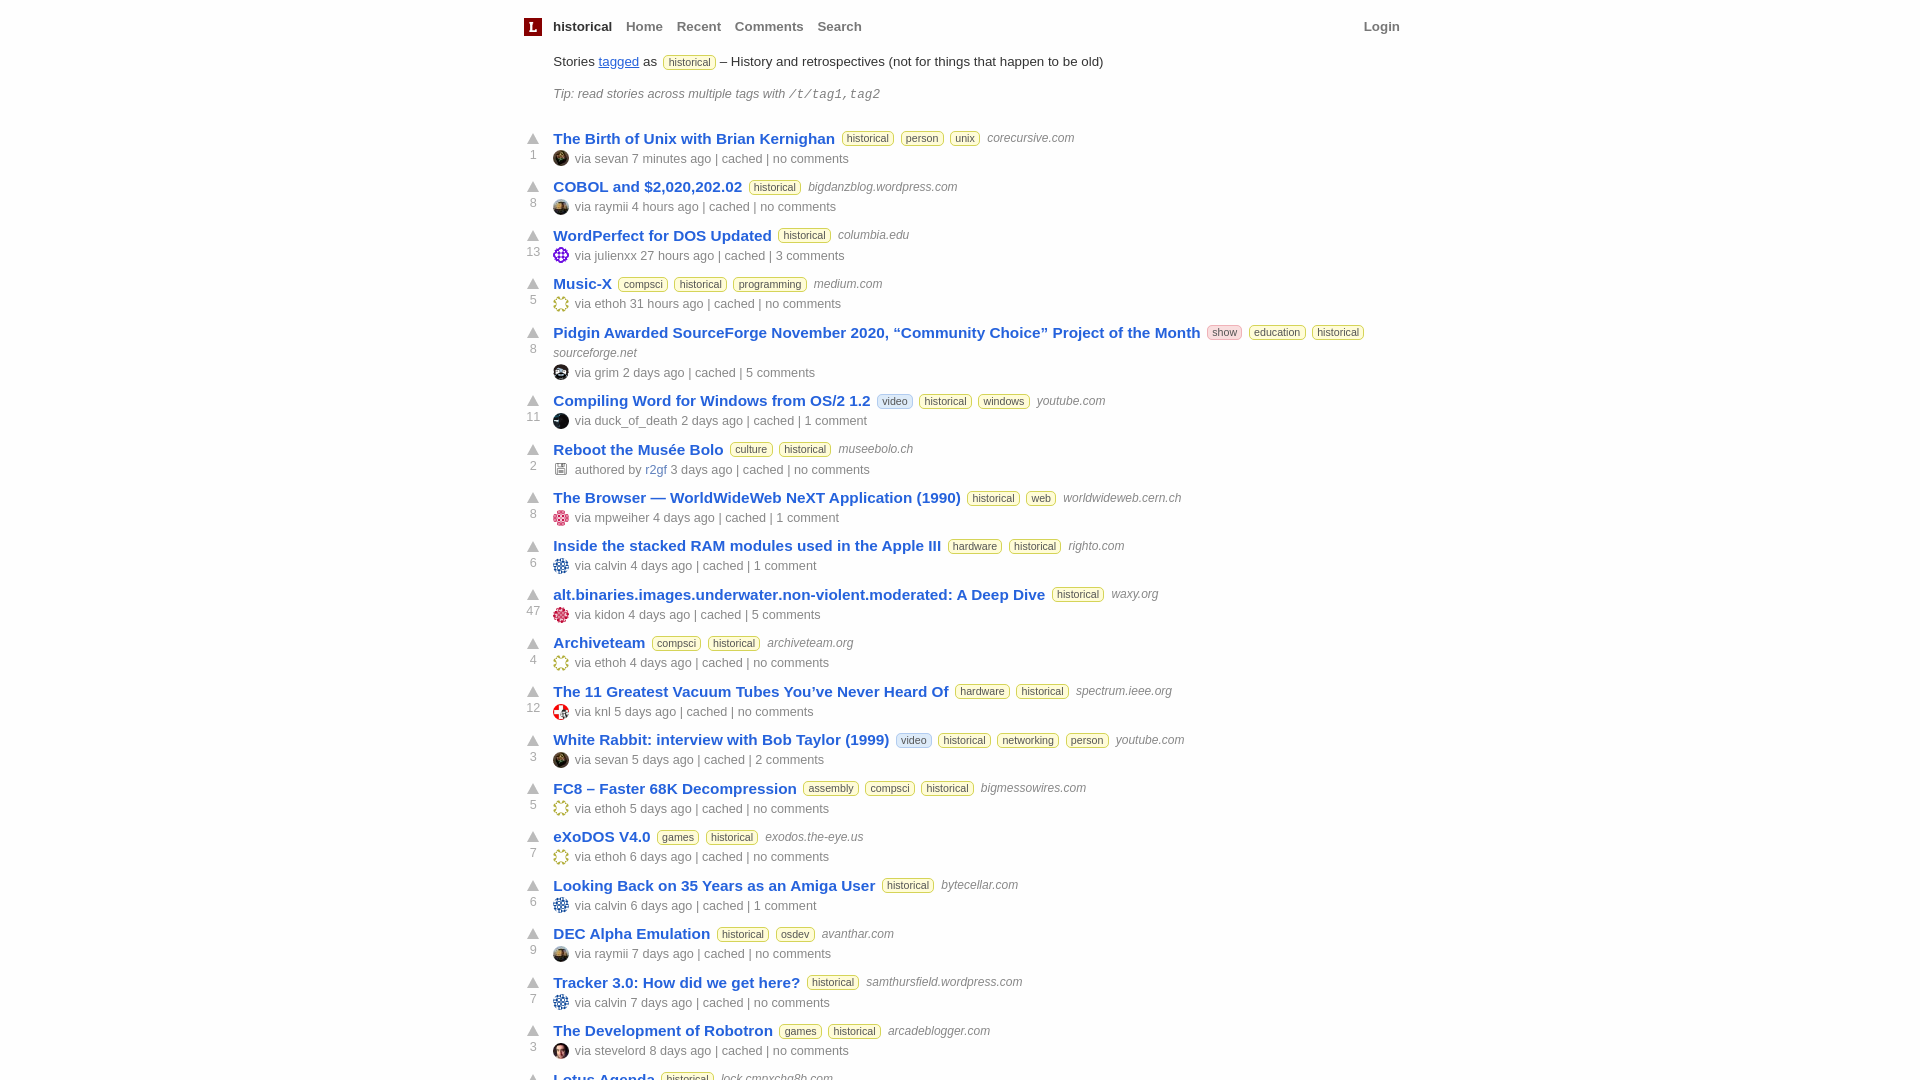 L historical Home Recent Comments Search Login
Stories tagged as historical – History and retrospectives (not for things that happen to be old)
Tip: read stories across multiple tags with /t/tag1,tag2
The Birth of Unix with Brian Kernighan historical person unix corecursive.com
1 via sevan 7 minutes ago | cached | no comments
COBOL and $2,020,202.02 historical bigdanzblog.wordpress.com
8 via raymii 4 hours ago | cached | no comments
WordPerfect for DOS Updated historical columbia.edu
13 via julienxx 27 hours ago | cached | 3 comments
Music-X compsci historical programming medium.com
5 via ethoh 31 hours ago | cached | no comments
Pidgin Awarded SourceForge November 2020, “Community Choice” Project of the Month show education historical
8 sourceforge.net
via grim 2 days ago | cached | 5 comments
Compiling Word for Windows from OS/2 1.2 video historical windows youtube.com
11 via duck_of_death 2 days ago | cached | 1 comment
Reboot the Musée Bolo culture historical museebolo.ch
2 authored by r2gf 3 days ago | cached | no comments
The Browser — WorldWideWeb NeXT Application (1990) historical web worldwideweb.cern.ch
8 via mpweiher 4 days ago | cached | 1 comment
Inside the stacked RAM modules used in the Apple III hardware historical righto.com
6 via calvin 4 days ago | cached | 1 comment
alt.binaries.images.underwater.non-violent.moderated: A Deep Dive historical waxy.org
47 via kidon 4 days ago | cached | 5 comments
Archiveteam compsci historical archiveteam.org
4 via ethoh 4 days ago | cached | no comments
The 11 Greatest Vacuum Tubes You’ve Never Heard Of hardware historical spectrum.ieee.org
12 via knl 5 days ago | cached | no comments
White Rabbit: interview with Bob Taylor (1999) video historical networking person youtube.com
3 via sevan 5 days ago | cached | 2 comments
FC8 – Faster 68K Decompression assembly compsci historical bigmessowires.com
5 via ethoh 5 days ago | cached | no comments
eXoDOS V4.0 games historical exodos.the-eye.us
7 via ethoh 6 days ago | cached | no comments
Looking Back on 35 Years as an Amiga User historical bytecellar.com
6 via calvin 6 days ago | cached | 1 comment
DEC Alpha Emulation historical osdev avanthar.com
9 via raymii 7 days ago | cached | no comments
Tracker 3.0: How did we get here? historical samthursfield.wordpress.com
7 via calvin 7 days ago | cached | no comments
The Development of Robotron games historical arcadeblogger.com
3 via stevelord 8 days ago | cached | no comments
Lotus Agenda historical lock.cmpxchg8b.com